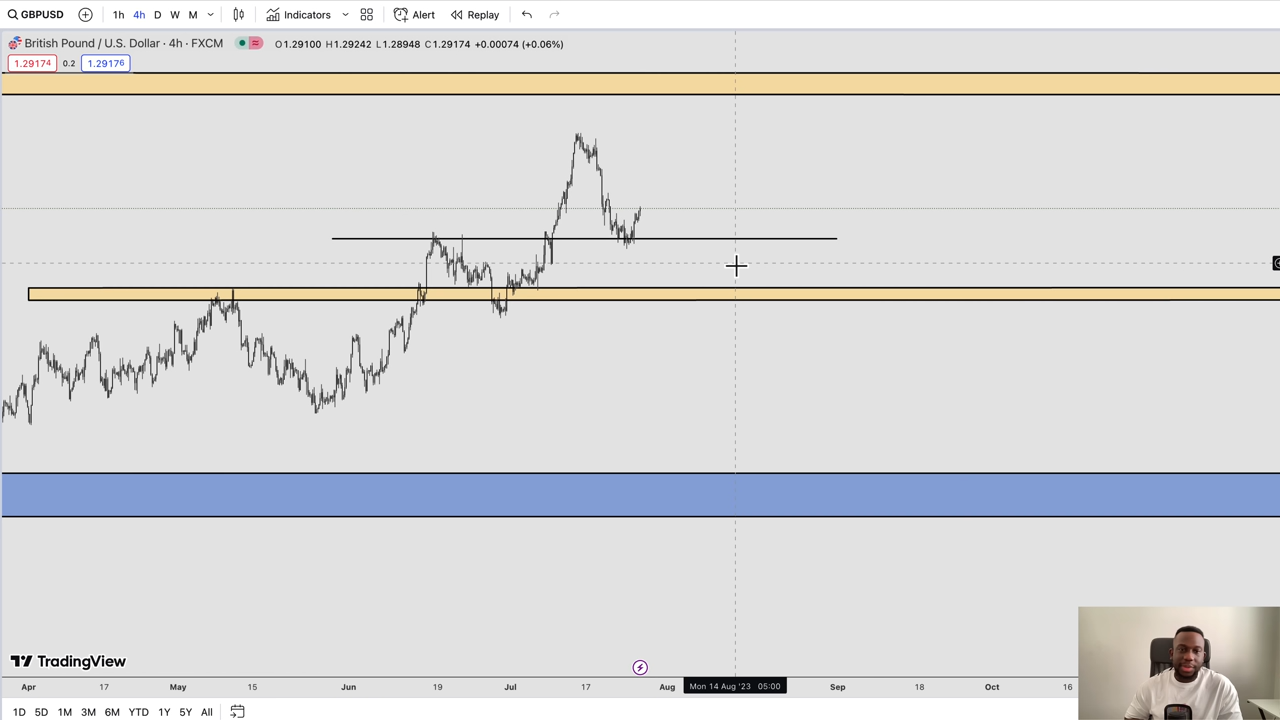 GBPUSD 1h 4h D W M Indicators Alert Replay
British Pound / U.S. Dollar · 4h · FXCM O1.29100 H1.29242 L1.28948 C1.29174 +0.00074 (+0.06%)
1.29174 0.2 1.29176
TradingView
Apr 17 May 15 Jun 19 Jul 17 Aug Mon 14 Aug '23 05:00 Sep 18 Oct 16
1D 5D 1M 3M 6M YTD 1Y 5Y All